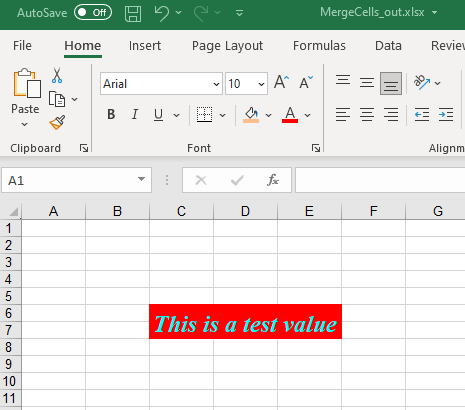 AutoSave Off MergeCells_out.xlsx
File Home Insert Page Layout Formulas Data Review
Paste Arial 10 A A
B I U A
Clipboard Font Alignm
A1 fx
A B C D E F G
1
2
3
4
5
6
This is a test value
7
8
9
10
11